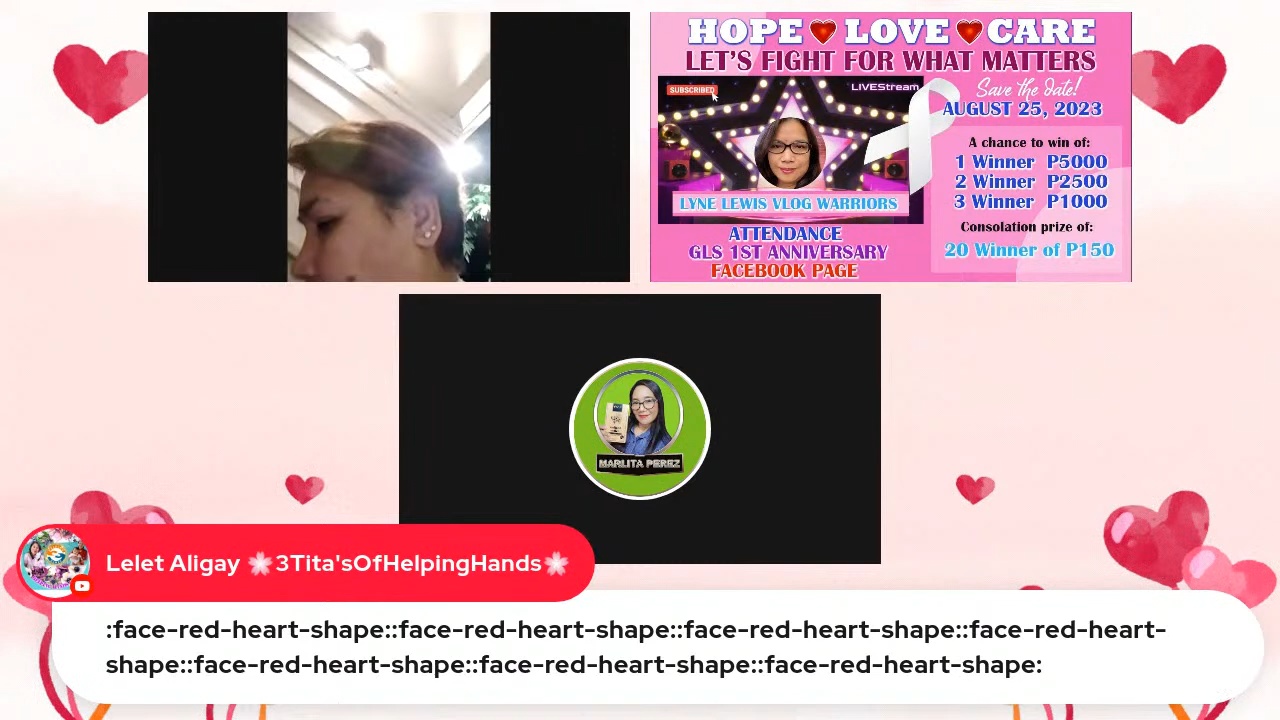 HOPE LOVE CARE
LET'S FIGHT FOR WHAT MATTERS
SUBSCRIBED
LIVEStream
Save the date!
AUGUST 25, 2023
A chance to win of:
1 Winner P5000
2 Winner P2500
3 Winner P1000
Consolation prize of:
20 Winner of P150
LYNE LEWIS VLOG WARRIORS
ATTENDANCE
GLS 1ST ANNIVERSARY
FACEBOOK PAGE
MARLITA PEREZ
Lelet Aligay 🌸3Tita'sOfHelpingHands🌸
:face-red-heart-shape::face-red-heart-shape::face-red-heart-shape::face-red-heart-
shape::face-red-heart-shape::face-red-heart-shape::face-red-heart-shape: